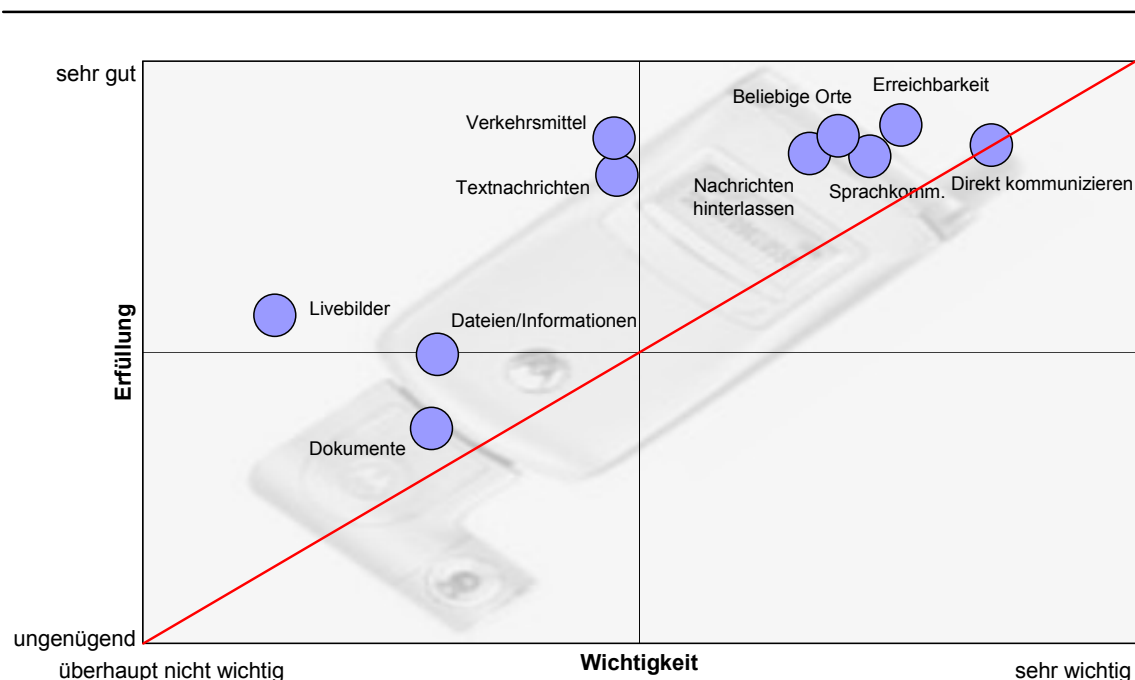 sehr gut
Erreichbarkeit
Beliebige Orte
Verkehrsmittel
Textnachrichten
Nachrichten
hinterlassen
Sprachkomm.
Direkt kommunizieren
Livebilder
Dateien/Informationen
Erfüllung
Dokumente
ungenügend
überhaupt nicht wichtig
Wichtigkeit
sehr wichtig